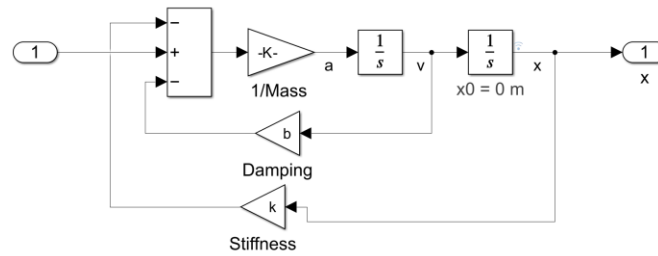 −
1
+
-K-
1
s
1
s
1
−
a
v
x
x
1/Mass
x0 = 0 m
b
Damping
k
Stiffness